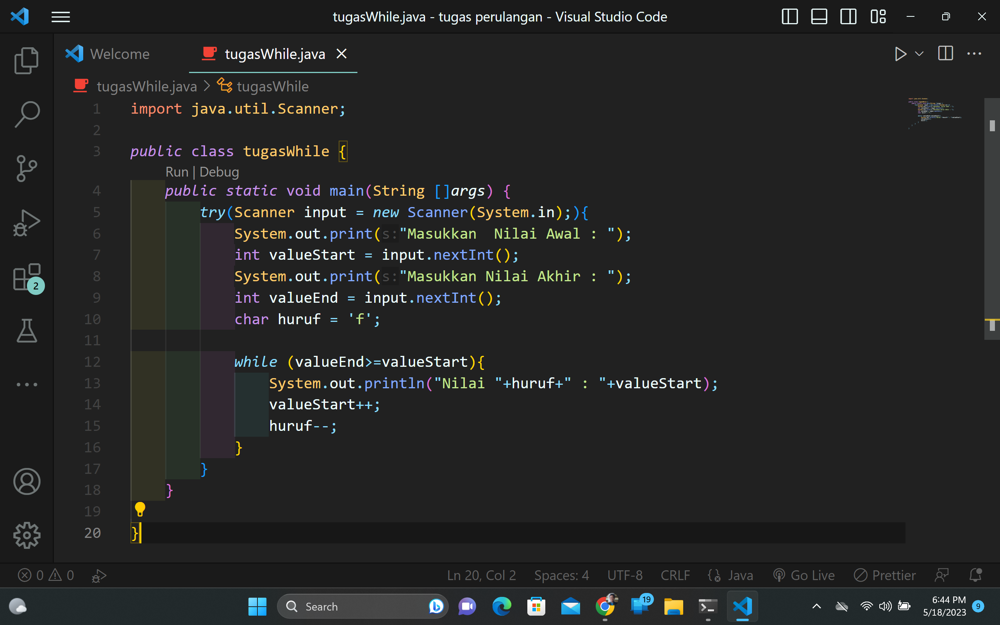 tugasWhile.java - tugas perulangan - Visual Studio Code
Welcome
tugasWhile.java
tugasWhile.java > tugasWhile
1 import java.util.Scanner;
2
3 public class tugasWhile {
Run | Debug
4 public static void main(String []args) {
5 try(Scanner input = new Scanner(System.in);){
6 System.out.print(s:"Masukkan  Nilai Awal : ");
7 int valueStart = input.nextInt();
8 System.out.print(s:"Masukkan Nilai Akhir : ");
9 int valueEnd = input.nextInt();
10 char huruf = 'f';
11
12 while (valueEnd>=valueStart){
13 System.out.println("Nilai "+huruf+" : "+valueStart);
14 valueStart++;
15 huruf--;
16 }
17 }
18 }
19
20 }
2
0 0
Ln 20, Col 2
Spaces: 4
UTF-8
CRLF
Java
Go Live
Prettier
Search
19
6:44 PM
5/18/2023
9